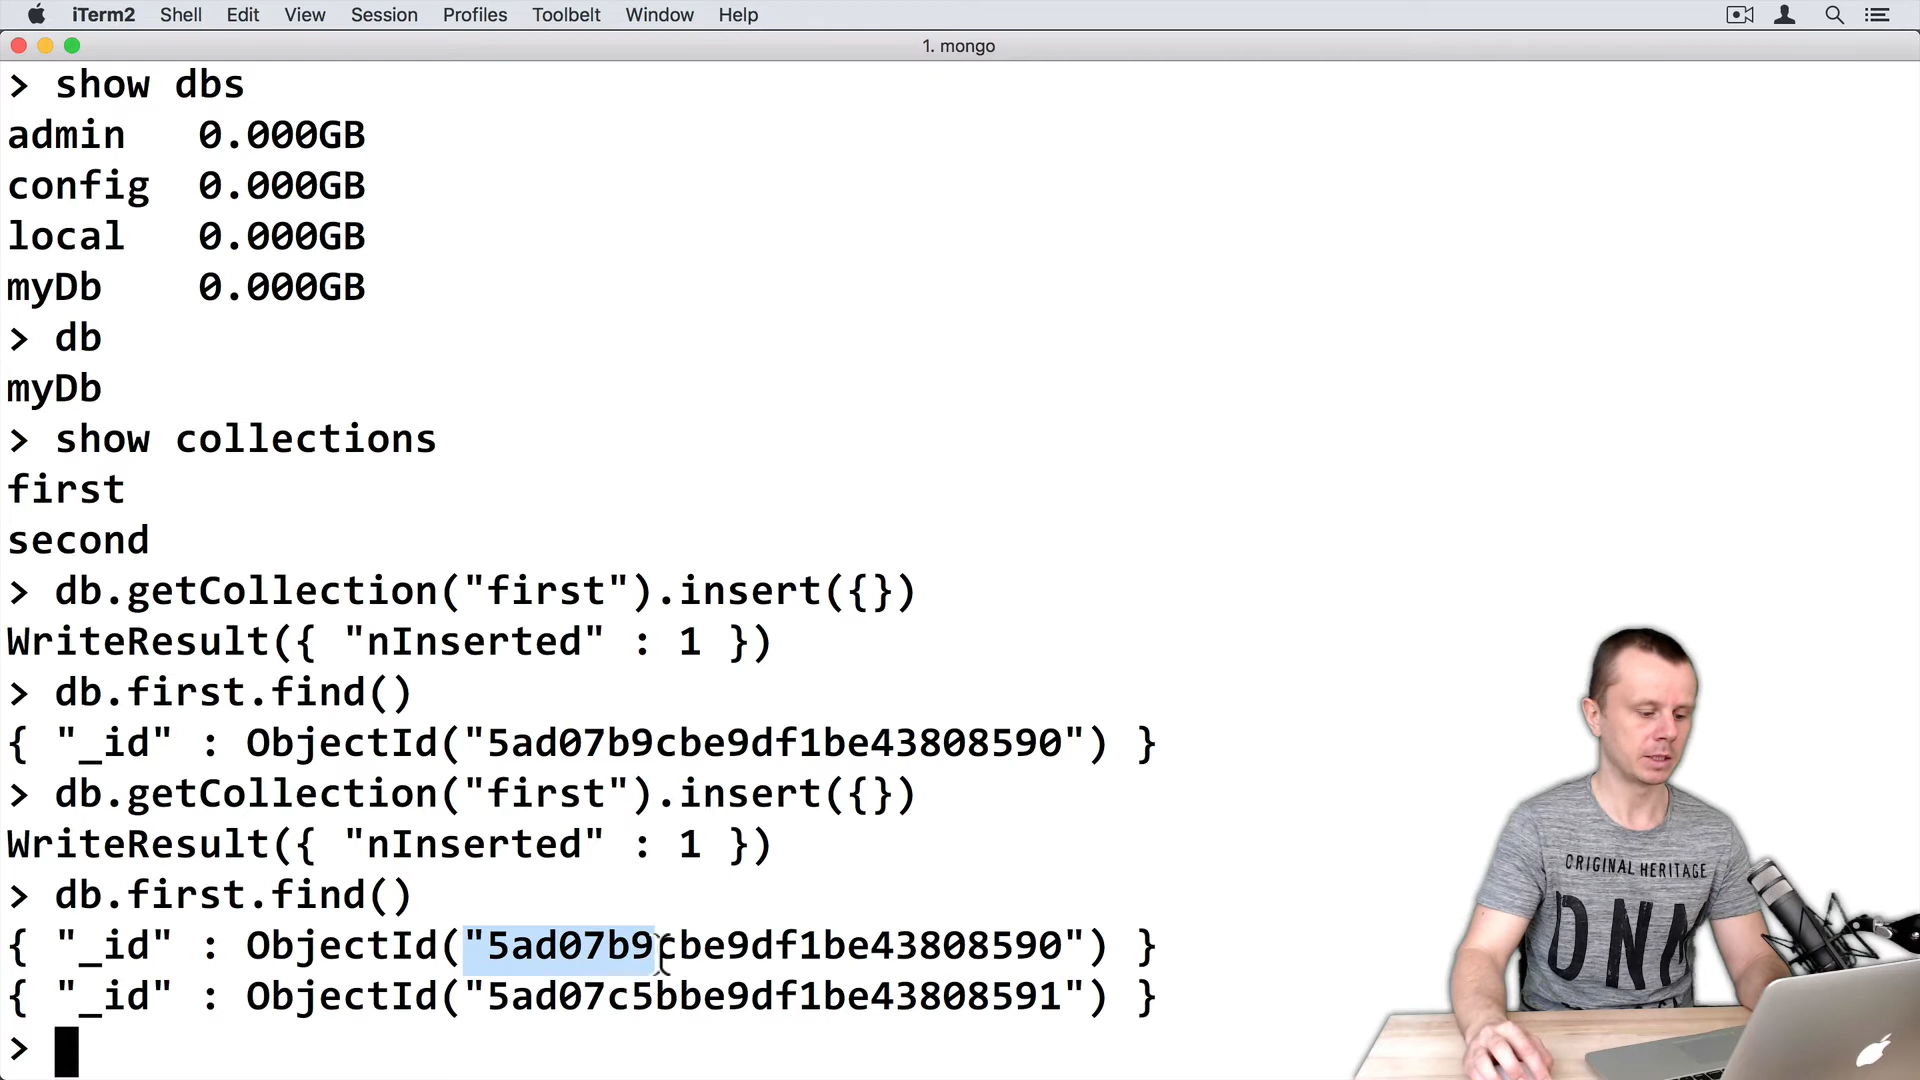 iTerm2 Shell Edit View Session Profiles Toolbelt Window Help
1. mongo
> show dbs
admin 0.000GB
config 0.000GB
local 0.000GB
myDb 0.000GB
> db
myDb
> show collections
first
second
> db.getCollection("first").insert({})
WriteResult({ "nInserted" : 1 })
> db.first.find()
{ "_id" : ObjectId("5ad07b9cbe9df1be43808590") }
> db.getCollection("first").insert({})
WriteResult({ "nInserted" : 1 })
> db.first.find()
{ "_id" : ObjectId("5ad07b9cbe9df1be43808590") }
{ "_id" : ObjectId("5ad07c5bbe9df1be43808591") }
>
ORIGINAL HERITAGE
DNA